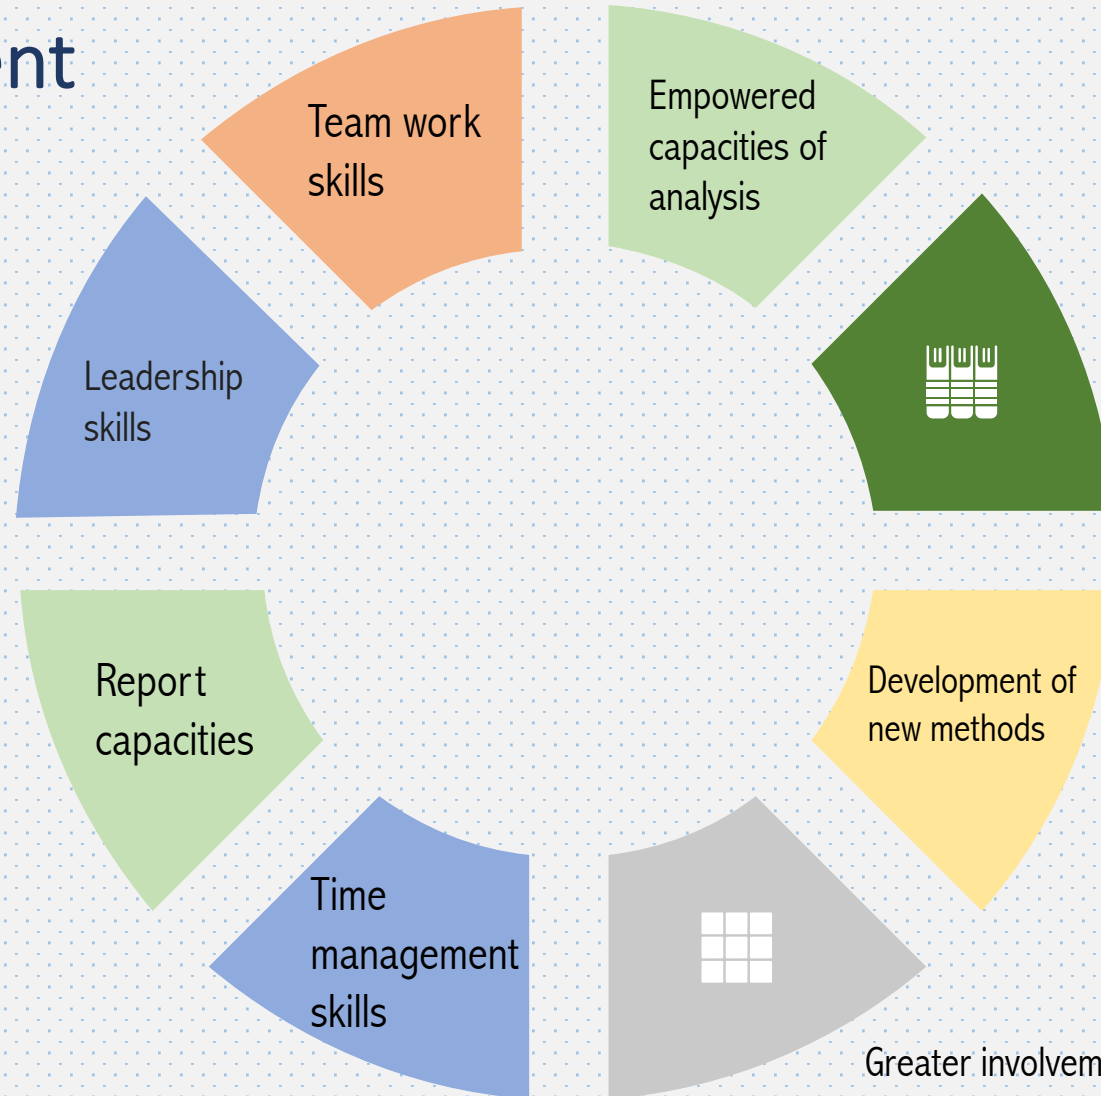 ent
Team work
skills
Empowered
capacities of
analysis
Leadership
skills
Report
capacities
Development of
new methods
Time
management
skills
Greater involvem